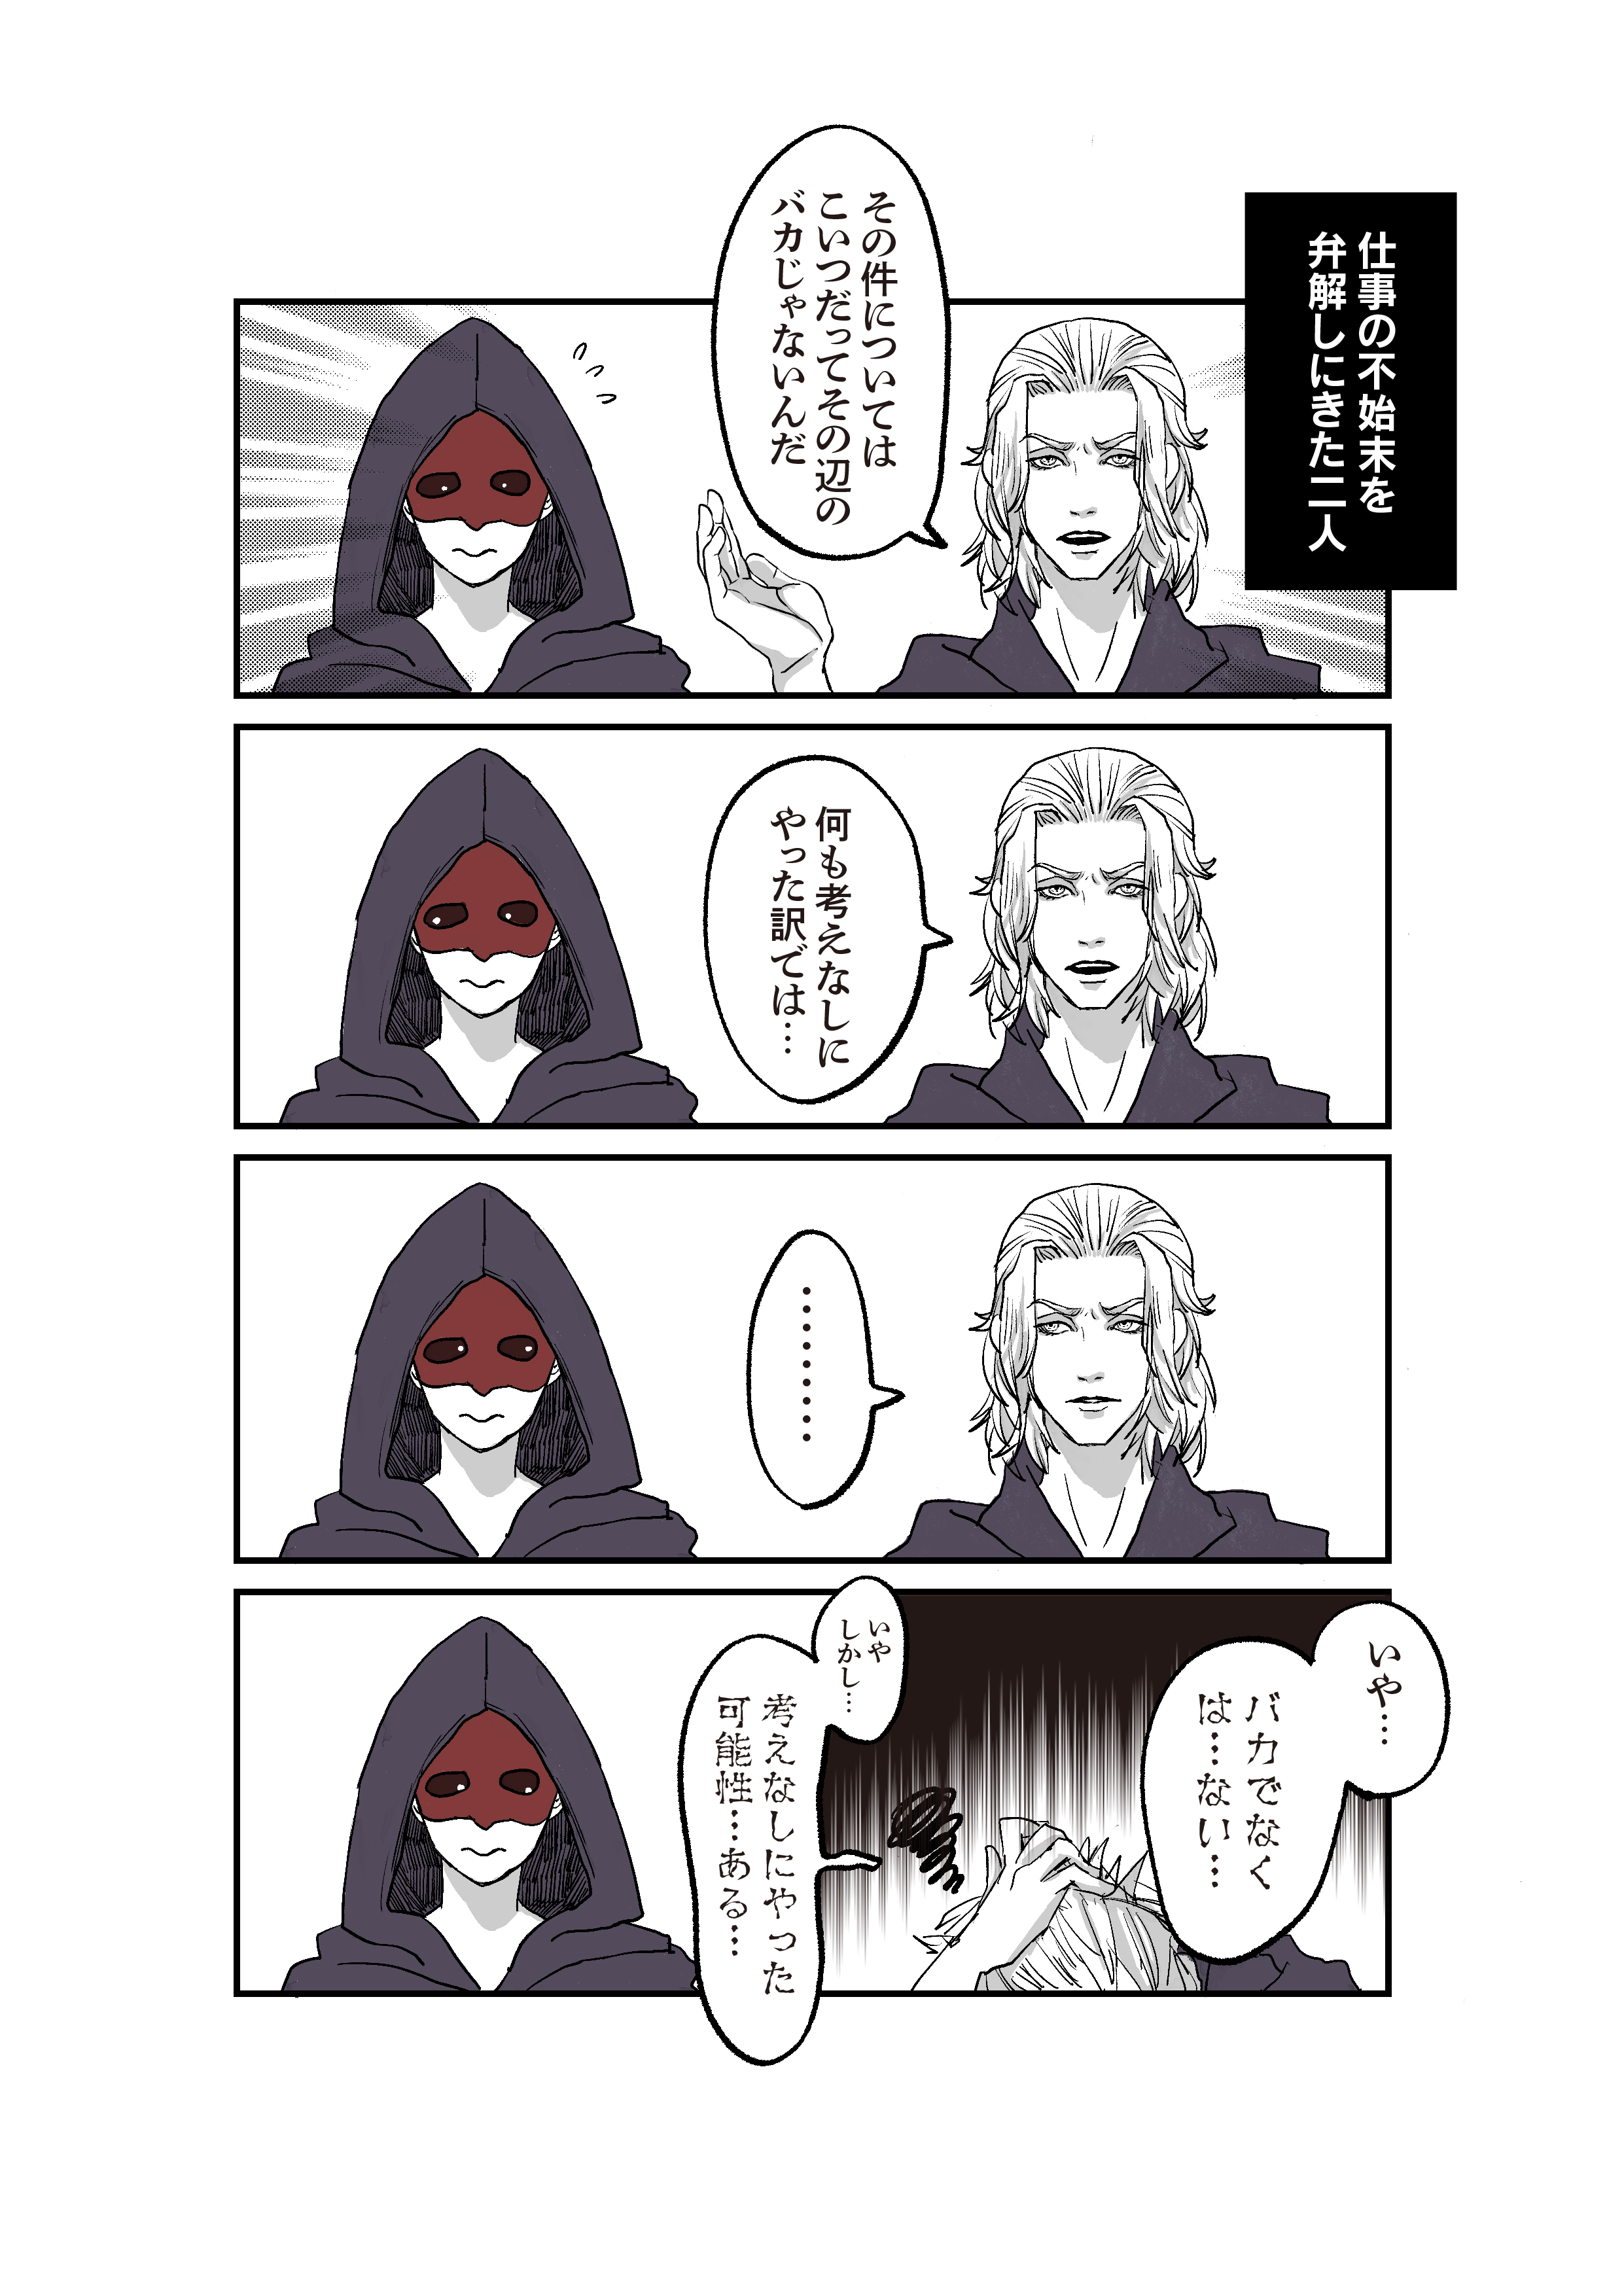 仕事の不始末を
弁解しにきた二人
その件については
こいつだってその辺の
バカじゃないんだ
何も考えなしに
やった訳では…
………
いや…
バカでなく
は…ない…
いや
しかし…
考えなしにやった
可能性…ある…